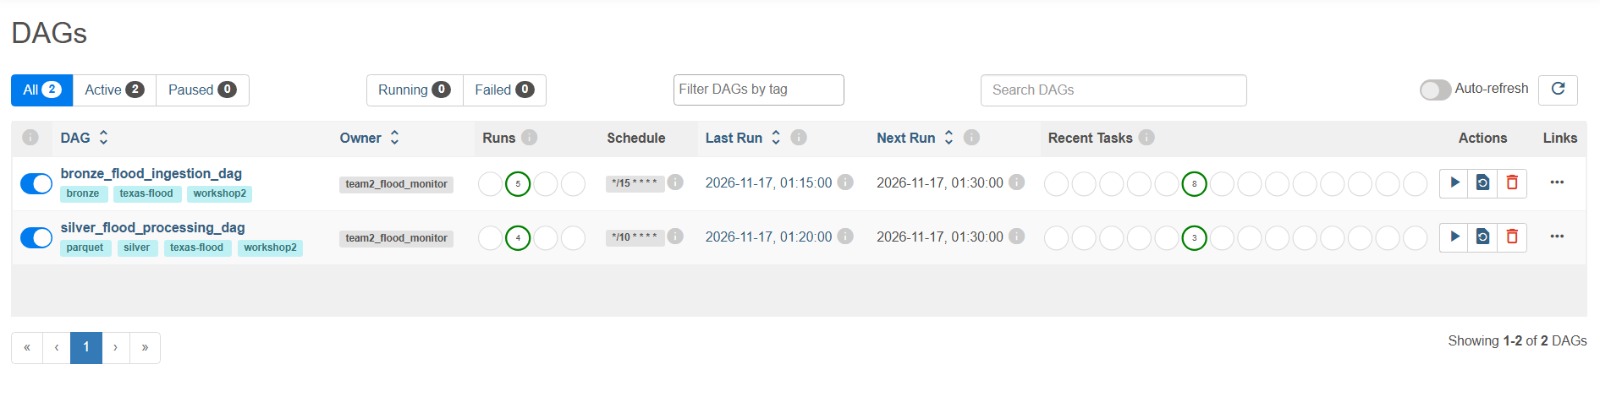 DAGs
All 2 Active 2 Paused 0 Running 0 Failed 0 Filter DAGs by tag Search DAGs Auto-refresh
i DAG Owner Runs i Schedule Last Run i Next Run i Recent Tasks i Actions Links
bronze_flood_ingestion_dag
bronze texas-flood workshop2
team2_flood_monitor 5 */15 * * * * i 2026-11-17, 01:15:00 i 2026-11-17, 01:30:00 i 8 ...
silver_flood_processing_dag
parquet silver texas-flood workshop2
team2_flood_monitor 4 */10 * * * * i 2026-11-17, 01:20:00 i 2026-11-17, 01:30:00 i 3 ...
« ‹ 1 › »
Showing 1-2 of 2 DAGs